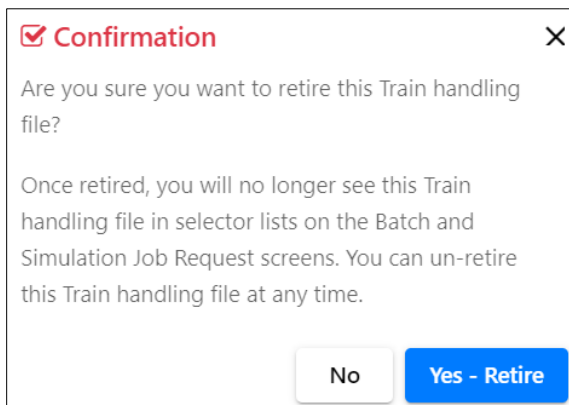 Confirmation
Are you sure you want to retire this Train handling
file?
Once retired, you will no longer see this Train
handling file in selector lists on the Batch and
Simulation Job Request screens. You can un-retire
this Train handling file at any time.
No
Yes - Retire